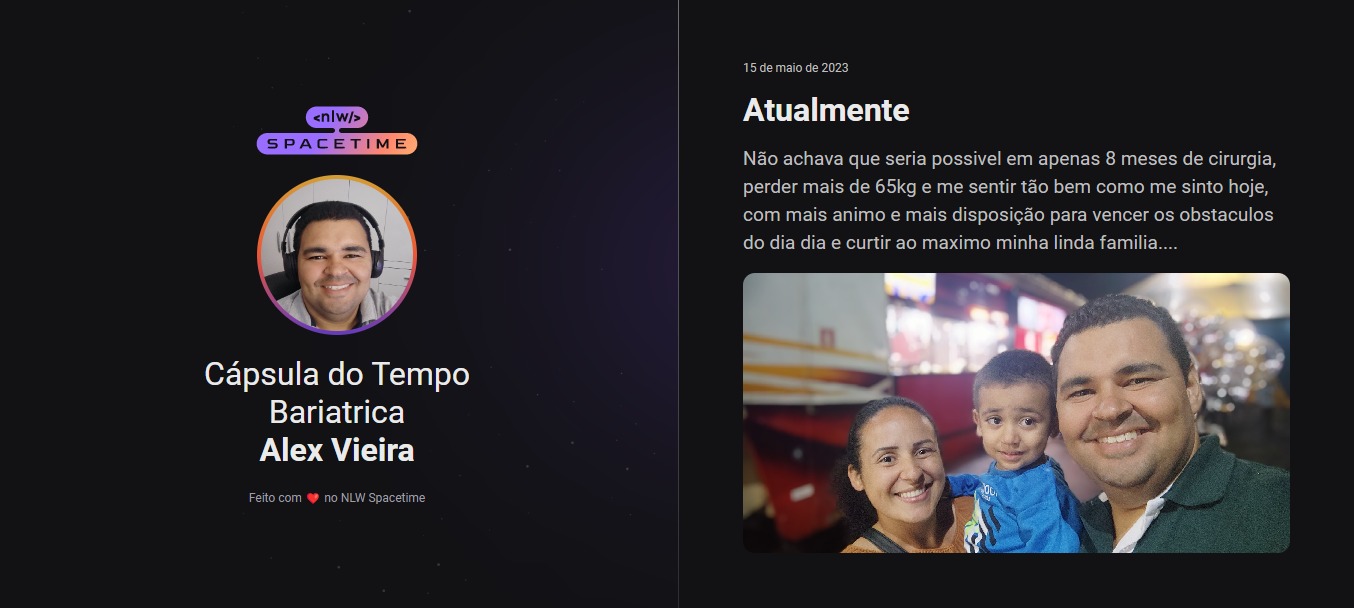 <nlw/>
SPACETIME
Cápsula do Tempo
Bariatrica
Alex Vieira
Feito com ❤️ no NLW Spacetime
15 de maio de 2023
Atualmente
Não achava que seria possivel em apenas 8 meses de cirurgia,
perder mais de 65kg e me sentir tão bem como me sinto hoje,
com mais animo e mais disposição para vencer os obstaculos
do dia dia e curtir ao maximo minha linda familia....